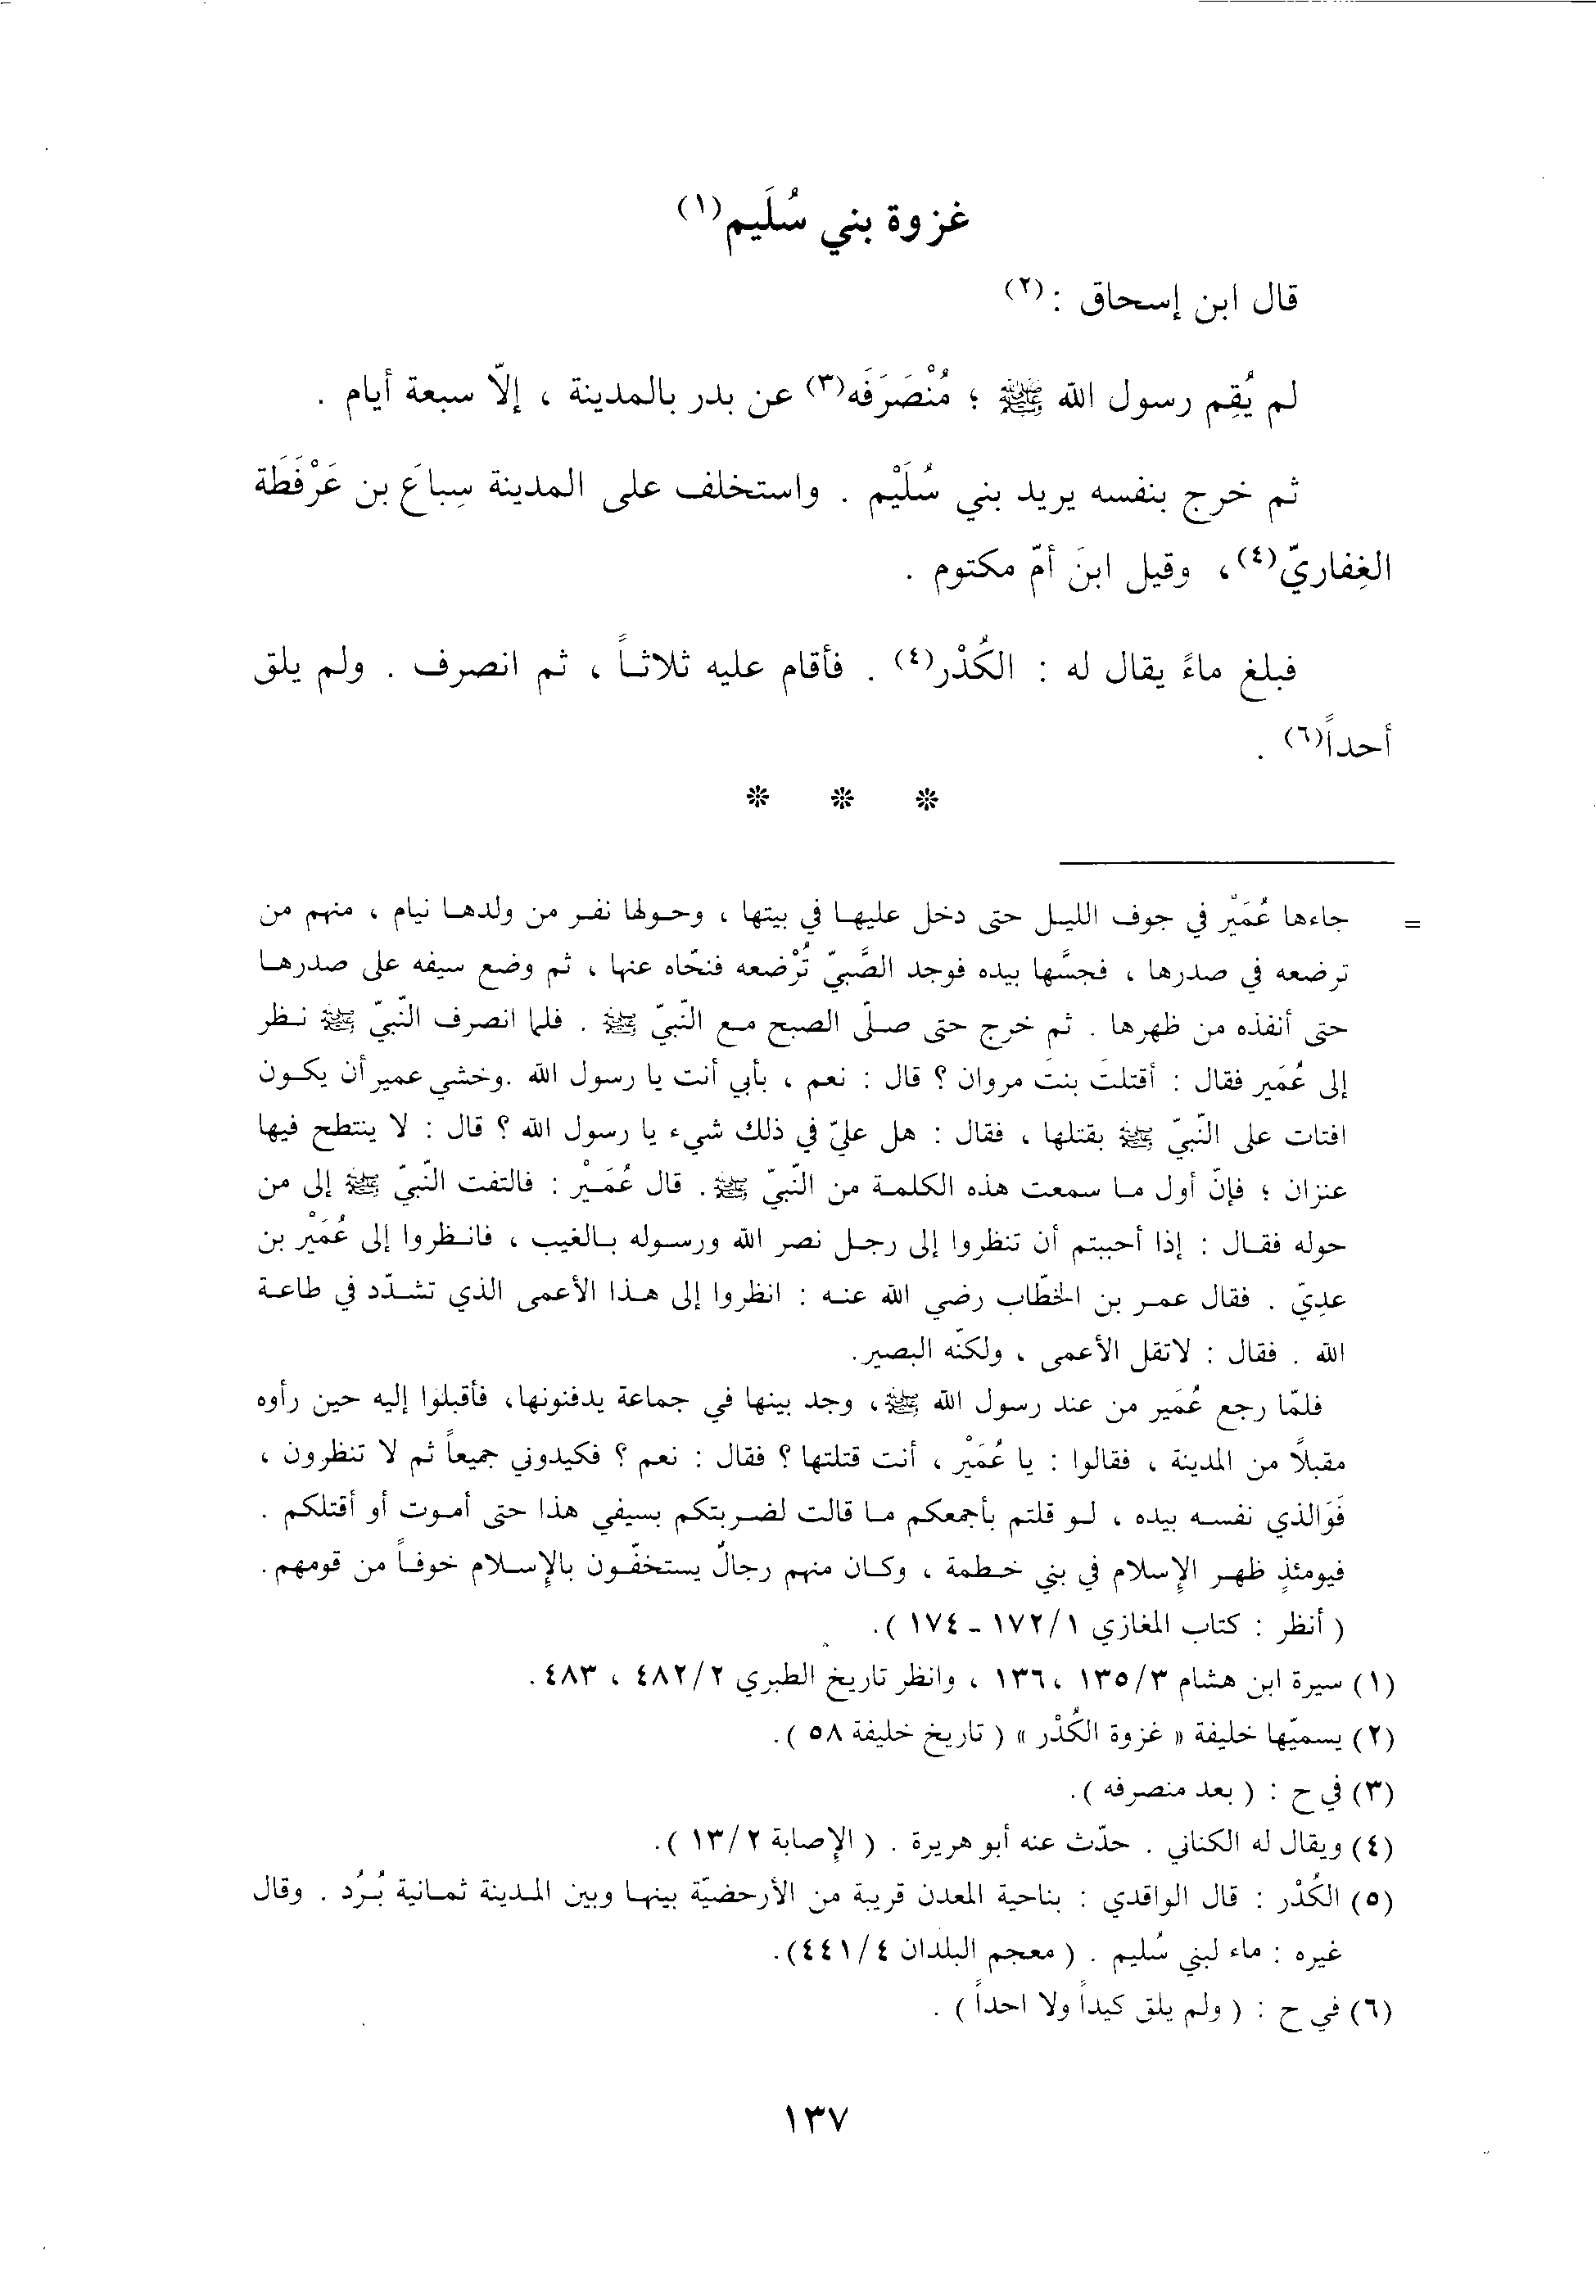 غزوة بني سُلَيم(١)
قال ابن إسحاق :(٢)
لم يُقِم رسول الله ﷺ ؛ مُنْصَرَفَه(٣) عن بدر بالمدينة ، إلّا سبعة أيام .
ثم خرج بنفسه يريد بني سُلَيْم . واستخلف على المدينة سِباعَ بن عَرْفَطَة
الغِفاريّ(٤)، وقيل ابنَ أمّ مكتوم .
فبلغ ماءً يقال له : الكُدْر(٤) . فأقام عليه ثلاثاً ، ثم انصرف . ولم يلق
أحداً(٦) .
* * *
= جاءها عُمَيْر في جوف الليل حتى دخل عليها في بيتها ، وحولها نفر من ولدها نيام ، منهم من
ترضعه في صدرها ، فجسَّها بيده فوجد الصَّبيّ تُرْضعه فنحّاه عنها ، ثم وضع سيفه على صدرها
حتى أنفذه من ظهرها . ثم خرج حتى صلّى الصبح مع النّبيّ ﷺ . فلما انصرف النّبيّ ﷺ نظر
إلى عُمَير فقال : أقتلتَ بنتَ مروان ؟ قال : نعم ، بأبي أنت يا رسول الله .وخشي عمير أن يكون
افتات على النّبيّ ﷺ بقتلها ، فقال : هل عليّ في ذلك شيء يا رسول الله ؟ قال : لا ينتطح فيها
عنزان ؛ فإنّ أول ما سمعت هذه الكلمة من النّبيّ ﷺ. قال عُمَيْر : فالتفت النّبيّ ﷺ إلى من
حوله فقال : إذا أحببتم أن تنظروا إلى رجل نصر الله ورسوله بالغيب ، فانظروا إلى عُمَيْر بن
عدِيّ . فقال عمر بن الخطّاب رضي الله عنه : انظروا إلى هذا الأعمى الذي تشدّد في طاعة
الله . فقال : لاتقل الأعمى ، ولكنّه البصير.
فلمّا رجع عُمَير من عند رسول الله ﷺ، وجد بينها في جماعة يدفنونها، فأقبلوا إليه حين رأوه
مقبلاً من المدينة ، فقالوا : يا عُمَيْر ، أنت قتلتها ؟ فقال : نعم ؟ فكيدوني جميعاً ثم لا تنظرون ،
فَوَالذي نفسه بيده ، لو قلتم بأجمعكم ما قالت لضربتكم بسيفي هذا حتى أموت أو أقتلكم .
فيومئذٍ ظهر الإسلام في بني خطمة ، وكان منهم رجالٌ يستخفّون بالإسلام خوفاً من قومهم .
( أنظر : كتاب المغازي ١٧٢/١ - ١٧٤ ).
(١) سيرة ابن هشام ١٣٥/٣ ،١٣٦ ، وانظر تاريخ الطبري ٤٨٢/٢ ، ٤٨٣ .
(٢) يسميّها خليفة « غزوة الكُدْر » ( تاريخ خليفة ٥٨ ).
(٣) في ح : ( بعد منصرفه ).
(٤) ويقال له الكناني . حدّث عنه أبو هريرة . ( الإصابة ١٣/٢ ).
(٥) الكُدْر : قال الواقدي : بناحية المعدن قريبة من الأرحضيّة بينها وبين المدينة ثمانية بُرُد . وقال
غيره : ماء لبني سُليم . ( معجم البلدان ٤٤١/٤).
(٦) في ح : ( ولم يلق كيداً ولا احداً ) .
١٣٧